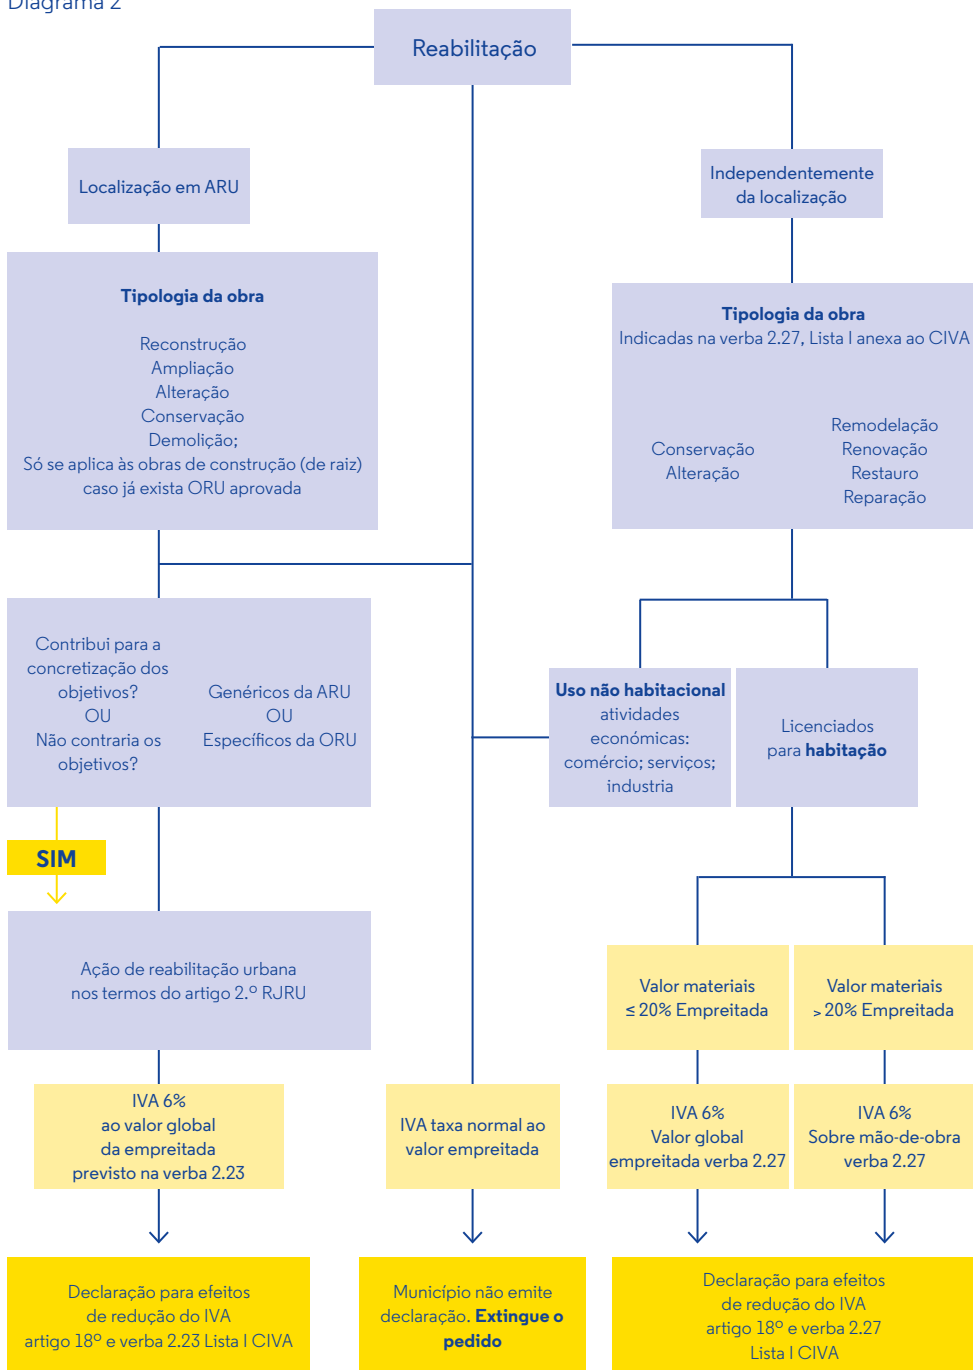 Diagrama 2
Reabilitação
Localização em ARU
Independentemente
da localização
Tipologia da obra
Reconstrução
Ampliação
Alteração
Conservação
Demolição;
Só se aplica às obras de construção (de raiz)
caso já exista ORU aprovada
Tipologia da obra
Indicadas na verba 2.27, Lista I anexa ao CIVA
Conservação
Alteração
Remodelação
Renovação
Restauro
Reparação
Contribui para a
concretização dos
objetivos?
OU
Não contraria os
objetivos?
Genéricos da ARU
OU
Específicos da ORU
Uso não habitacional
atividades
económicas:
comércio; serviços;
industria
Licenciados
para habitação
SIM
Ação de reabilitação urbana
nos termos do artigo 2.º RJRU
Valor materiais
≤ 20% Empreitada
Valor materiais
> 20% Empreitada
IVA 6%
ao valor global
da empreitada
previsto na verba 2.23
IVA taxa normal ao
valor empreitada
IVA 6%
Valor global
empreitada verba 2.27
IVA 6%
Sobre mão-de-obra
verba 2.27
Declaração para efeitos
de redução do IVA
artigo 18º e verba 2.23 Lista I CIVA
Município não emite
declaração. Extingue o
pedido
Declaração para efeitos
de redução do IVA
artigo 18º e verba 2.27
Lista I CIVA